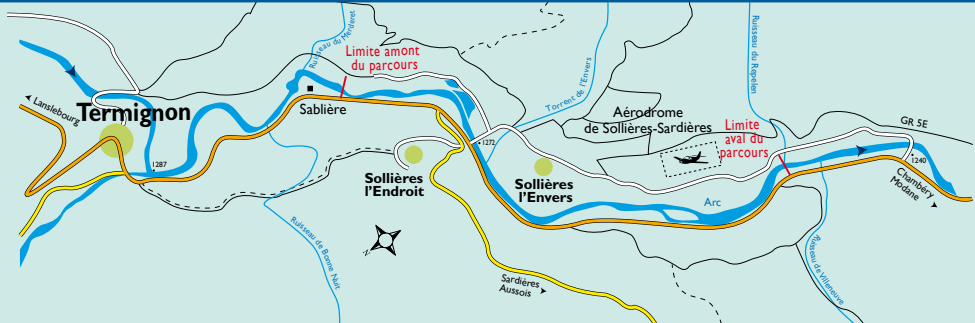 Ruisseau du Merderet
Limite amont
du parcours
Lanslebourg
Termignon
Sablière
1287
Torrent de l'Envers
Ruisseau du Repelen
Aérodrome
de Sollières-Sardières
Limite
aval du
parcours
GR 5E
1272
1240
Sollières
l'Endroit
Sollières
l'Envers
Chambéry
Modane
Arc
Ruisseau de Bonne Nuit
N
Sardières
Aussois
Ruisseau de Villeneuve